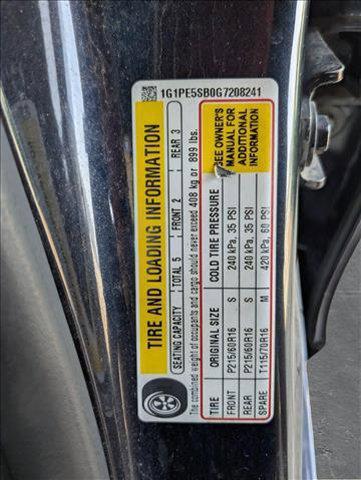 1G1PE5SB0G7208241
TIRE AND LOADING INFORMATION
SEATING CAPACITY TOTAL 5 FRONT 2 REAR 3
The combined weight of occupants and cargo should never exceed 408 kg or 899 lbs.
TIRE ORIGINAL SIZE COLD TIRE PRESSURE
FRONT P215/60R16 S 240 kPa, 35 PSI
REAR P215/60R16 S 240 kPa, 35 PSI
SPARE T115/70R16 M 420 kPa, 60 PSI
SEE OWNER'S
MANUAL FOR
ADDITIONAL
INFORMATION